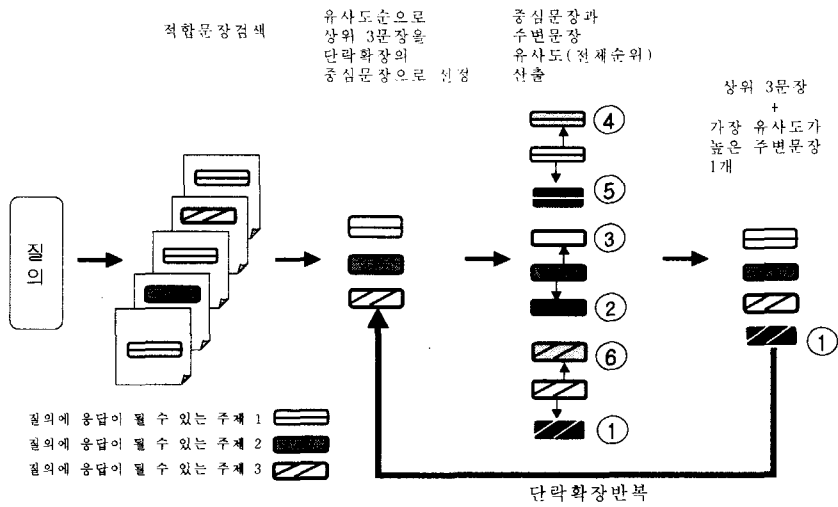 적합문장검색
유사도순으로
상위 3문장을
단락확장의
중심문장으로 선정
중심문장과
주변문장
유사도(전체순위)
산출
상위 3문장
+
가장 유사도가
높은 주변문장
1개
질의
4
5
3
2
6
1
1
질의에 응답이 될 수 있는 주제 1
질의에 응답이 될 수 있는 주제 2
질의에 응답이 될 수 있는 주제 3
단락확장반복